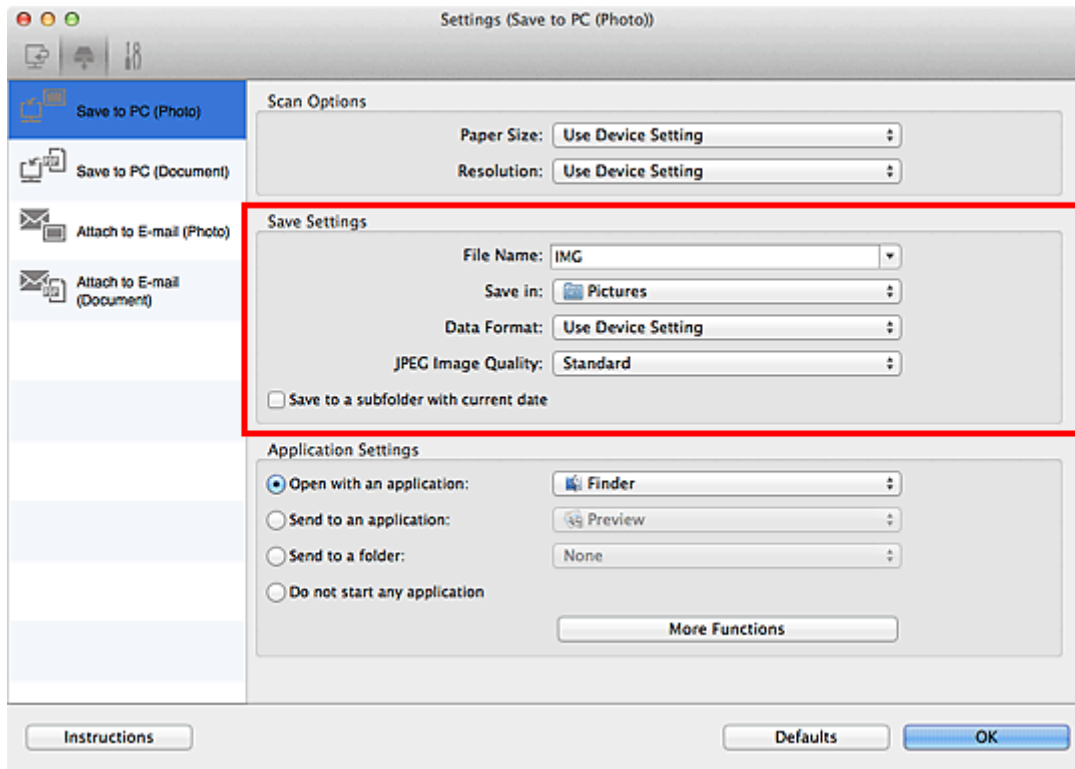 Settings (Save to PC (Photo))
Save to PC (Photo)
Save to PC (Document)
Attach to E-mail (Photo)
Attach to E-mail
(Document)
Scan Options
Paper Size: Use Device Setting
Resolution: Use Device Setting
Save Settings
File Name: IMG
Save in: Pictures
Data Format: Use Device Setting
JPEG Image Quality: Standard
Save to a subfolder with current date
Application Settings
Open with an application: Finder
Send to an application: Preview
Send to a folder: None
Do not start any application
More Functions
Instructions Defaults OK